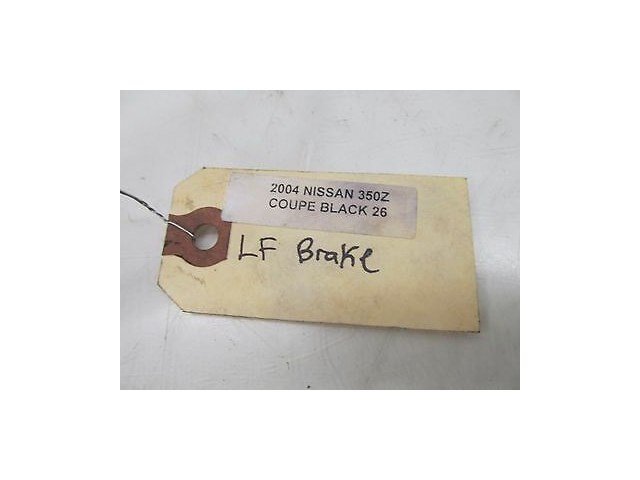 2004 NISSAN 350Z
COUPE BLACK 26
LF Brake